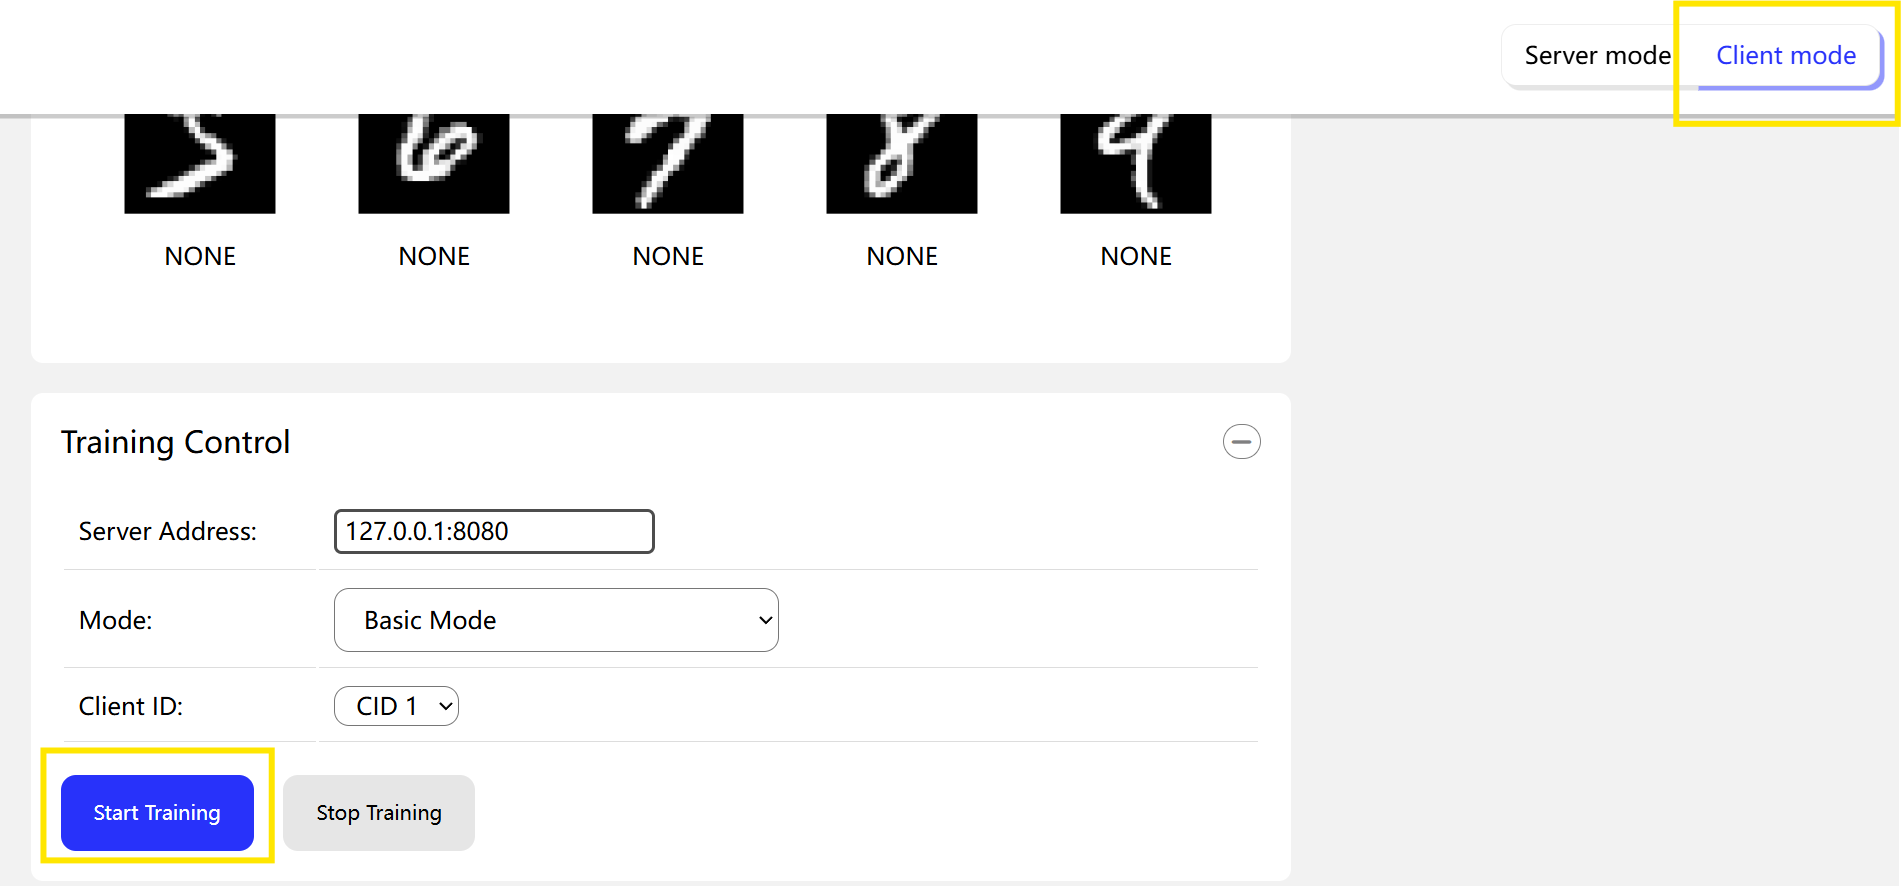 Server mode Client mode
NONE NONE NONE NONE NONE
Training Control
Server Address: 127.0.0.1:8080
Mode: Basic Mode
Client ID: CID 1
Start Training Stop Training